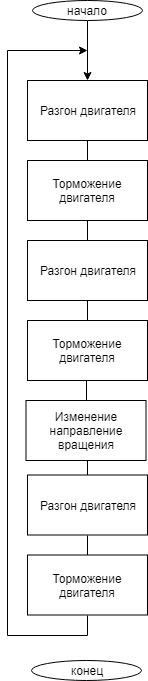 начало
Разгон двигателя
Торможение
двигателя
Разгон двигателя
Торможение
двигателя
Изменение
направление
вращения
Разгон двигателя
Торможение
двигателя
конец